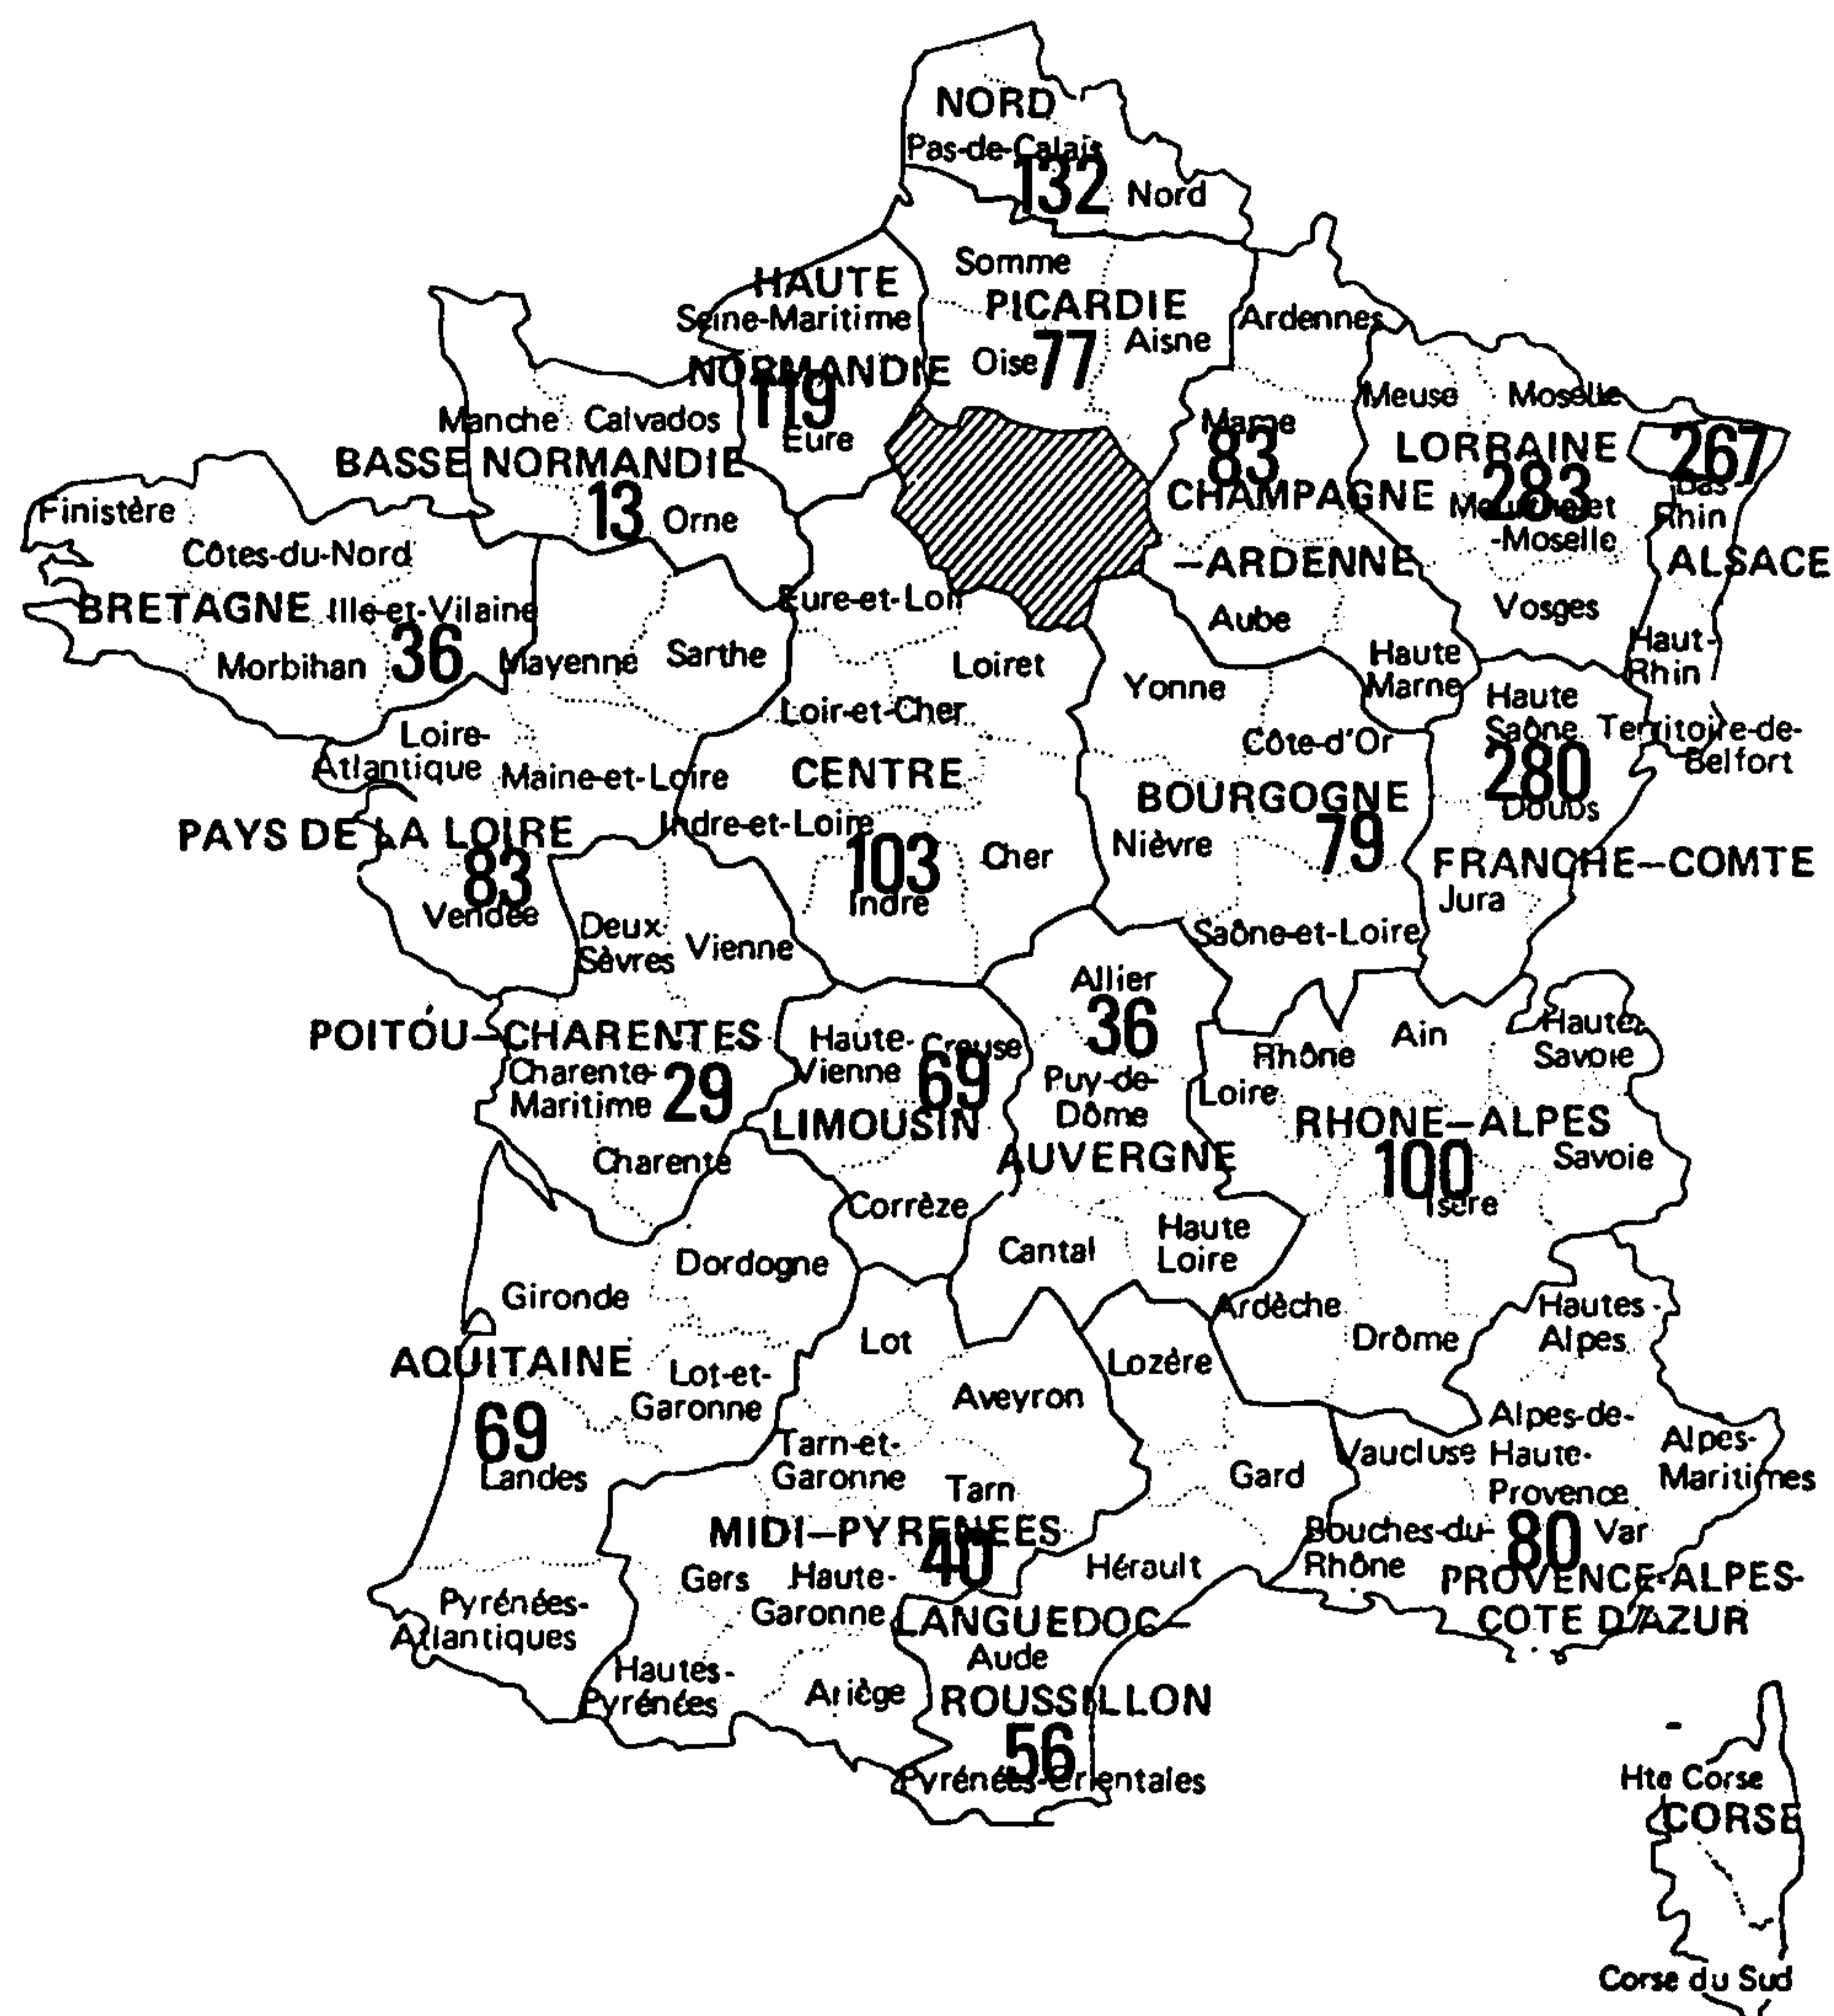 NORD
Pas-de-Calais
132
Nord
Somme
HAUTE
PICARDIE
Seine-Maritime
Ardennes
Aisne
Oise
77
NORMANDIE
119
Meuse
Moselle
Manche
Calvados
Marne
Eure
83
LORRAINE
267
BASSE NORMANDIE
CHAMPAGNE
283
Meurthe-et
-Moselle
Bas
Rhin
Finistère
13
Orne
Côtes-du-Nord
-ARDENNE
ALSACE
Eure-et-Loir
BRETAGNE
Ille-et-Vilaine
Vosges
Aube
Morbihan
36
Mayenne
Sarthe
Loiret
Haute
Marne
Haut-
Rhin
Yonne
Haute
Saône
Loir-et-Cher
Territoire-de-
Belfort
Loire-
Atlantique
Côte-d'Or
Maine-et-Loire
CENTRE
280
Doubs
BOURGOGNE
PAYS DE LA LOIRE
Indre-et-Loire
83
103
Cher
Nièvre
79
FRANCHE-COMTE
Vendée
Indre
Jura
Deux
Sèvres
Vienne
Saône-et-Loire
Allier
36
POITOU-CHARENTES
Haute-
Vienne
Creuse
Ain
Rhône
Haute
Savoie
Charente-
Maritime
29
69
Puy-de-
Dôme
Loire
LIMOUSIN
RHONE-ALPES
Charente
AUVERGNE
100
Savoie
Isère
Corrèze
Haute
Loire
Cantal
Dordogne
Gironde
Ardèche
Hautes-
Alpes
Lot
Drôme
AQUITAINE
Lozère
Lot-et-
Garonne
Aveyron
69
Alpes-de-
Haute-
Provence
Tarn-et-
Garonne
Vaucluse
Alpes-
Maritimes
Landes
Tarn
Gard
MIDI-PYRENEES
40
Bouches-du-
Rhône
80
Var
Gers
Haute-
Garonne
Hérault
PROVENCE-ALPES-
COTE D'AZUR
Pyrénées-
Atlantiques
LANGUEDOC-
Aude
Hautes-
Pyrénées
Ariège
ROUSSILLON
56
Pyrénées-Orientales
Hte Corse
CORSE
Corse du Sud